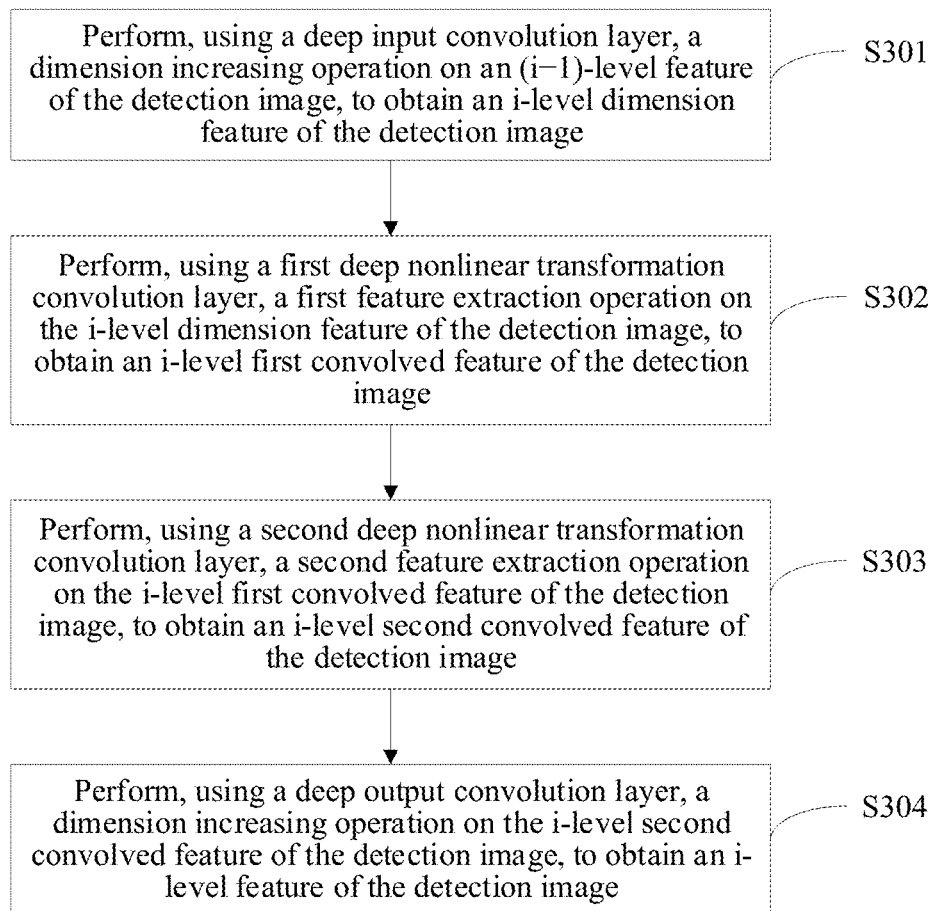 Perform, using a deep input convolution layer, a
dimension increasing operation on an (i−1)-level feature
of the detection image, to obtain an i-level dimension
feature of the detection image
S301
Perform, using a first deep nonlinear transformation
convolution layer, a first feature extraction operation on
the i-level dimension feature of the detection image, to
obtain an i-level first convolved feature of the detection
image
S302
Perform, using a second deep nonlinear transformation
convolution layer, a second feature extraction operation
on the i-level first convolved feature of the detection
image, to obtain an i-level second convolved feature of
the detection image
S303
Perform, using a deep output convolution layer, a
dimension increasing operation on the i-level second
convolved feature of the detection image, to obtain an i-
level feature of the detection image
S304